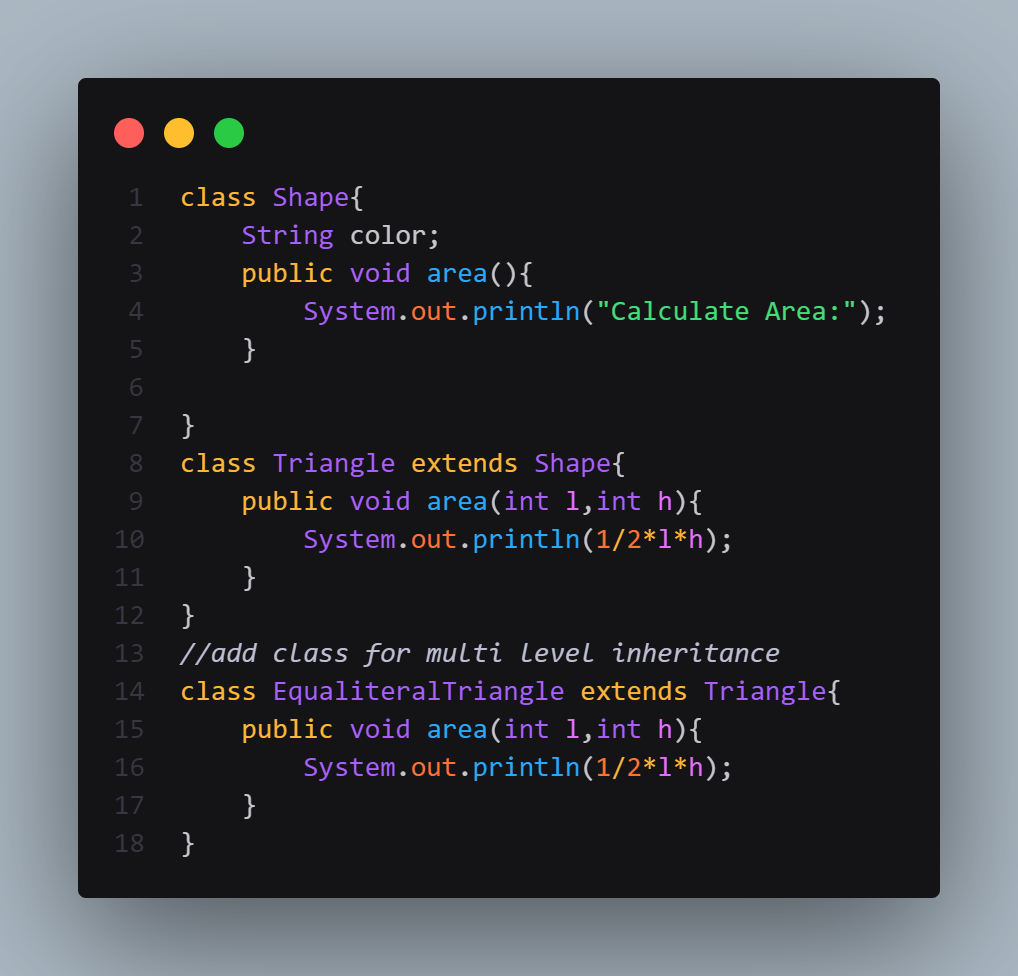 1 class Shape{
2     String color;
3     public void area(){
4         System.out.println("Calculate Area:");
5     }
6
7 }
8 class Triangle extends Shape{
9     public void area(int l,int h){
10         System.out.println(1/2*l*h);
11     }
12 }
13 //add class for multi level inheritance
14 class EqualiteralTriangle extends Triangle{
15     public void area(int l,int h){
16         System.out.println(1/2*l*h);
17     }
18 }